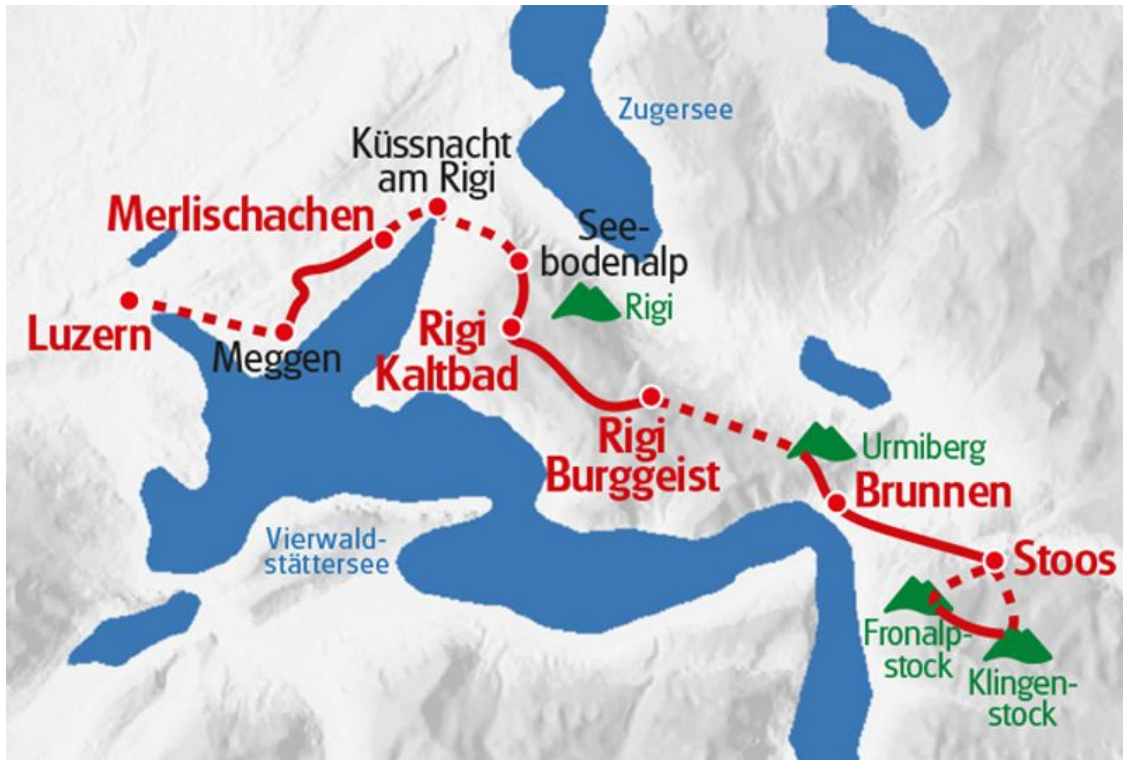 Zugersee
Küssnacht
am Rigi
Merlischachen
See-
bodenalp
Rigi
Luzern
Meggen
Rigi
Kaltbad
Rigi
Burggeist
Urmiberg
Brunnen
Vierwald-
stättersee
Stoos
Fronalp-
stock
Klingen-
stock